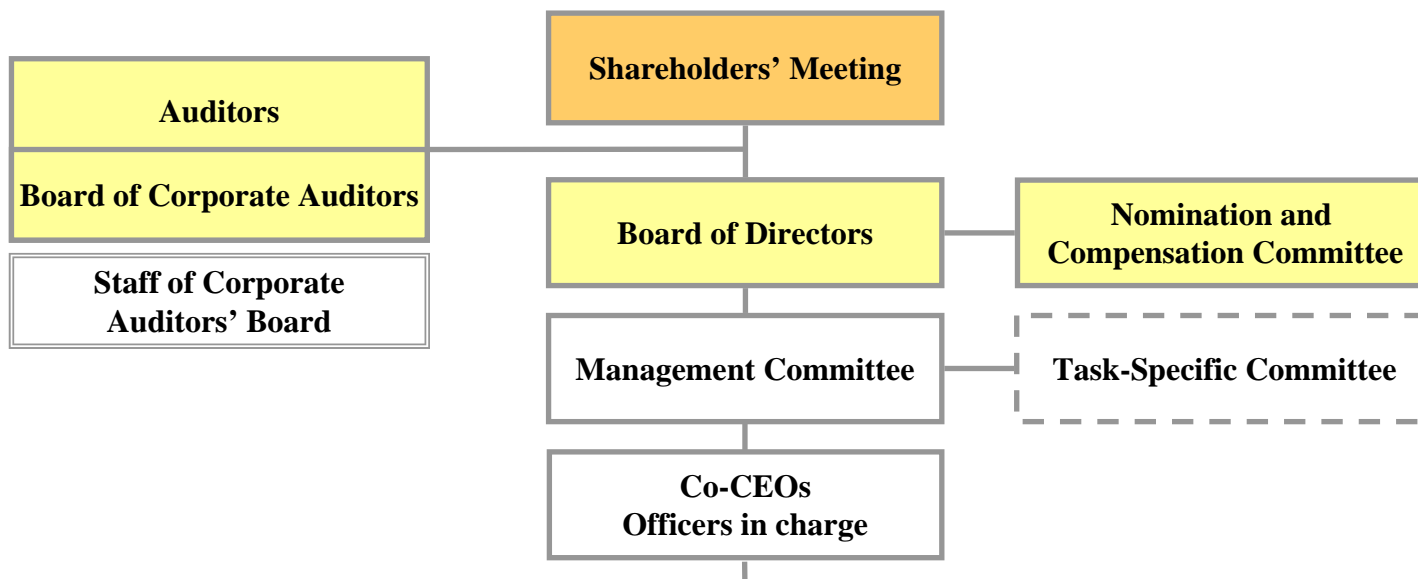 Shareholders’ Meeting
Auditors
Board of Corporate Auditors
Staff of Corporate
Auditors’ Board
Board of Directors
Nomination and
Compensation Committee
Management Committee
Task-Specific Committee
Co-CEOs
Officers in charge